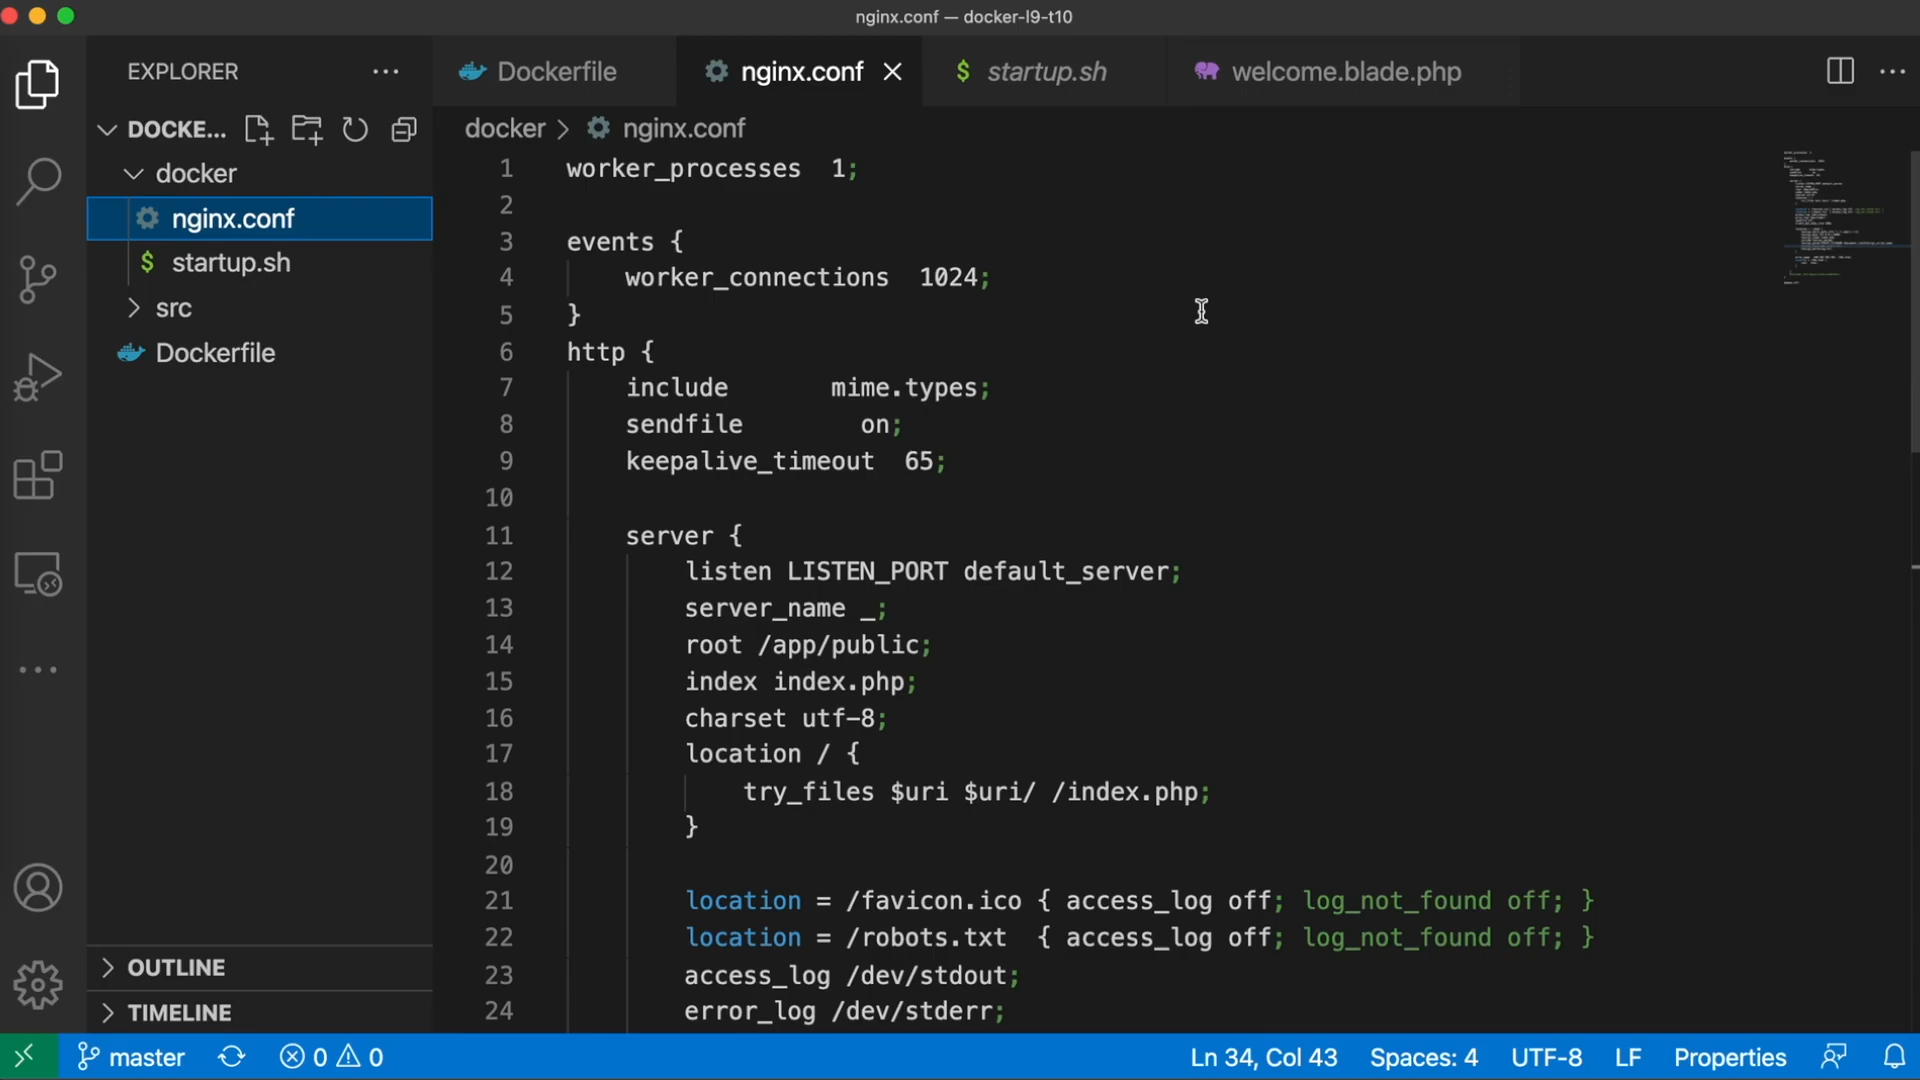 nginx.conf — docker-l9-t10
EXPLORER
Dockerfile
nginx.conf
startup.sh
welcome.blade.php
DOCKE...
docker > nginx.conf
docker
nginx.conf
startup.sh
src
Dockerfile
1 worker_processes  1;
2
3 events {
4     worker_connections  1024;
5 }
6 http {
7     include       mime.types;
8     sendfile        on;
9     keepalive_timeout  65;
10
11     server {
12         listen LISTEN_PORT default_server;
13         server_name _;
14         root /app/public;
15         index index.php;
16         charset utf-8;
17         location / {
18             try_files $uri $uri/ /index.php;
19         }
20
21         location = /favicon.ico { access_log off; log_not_found off; }
22         location = /robots.txt  { access_log off; log_not_found off; }
23         access_log /dev/stdout;
24         error_log /dev/stderr;
OUTLINE
TIMELINE
master 0 0 Ln 34, Col 43 Spaces: 4 UTF-8 LF Properties